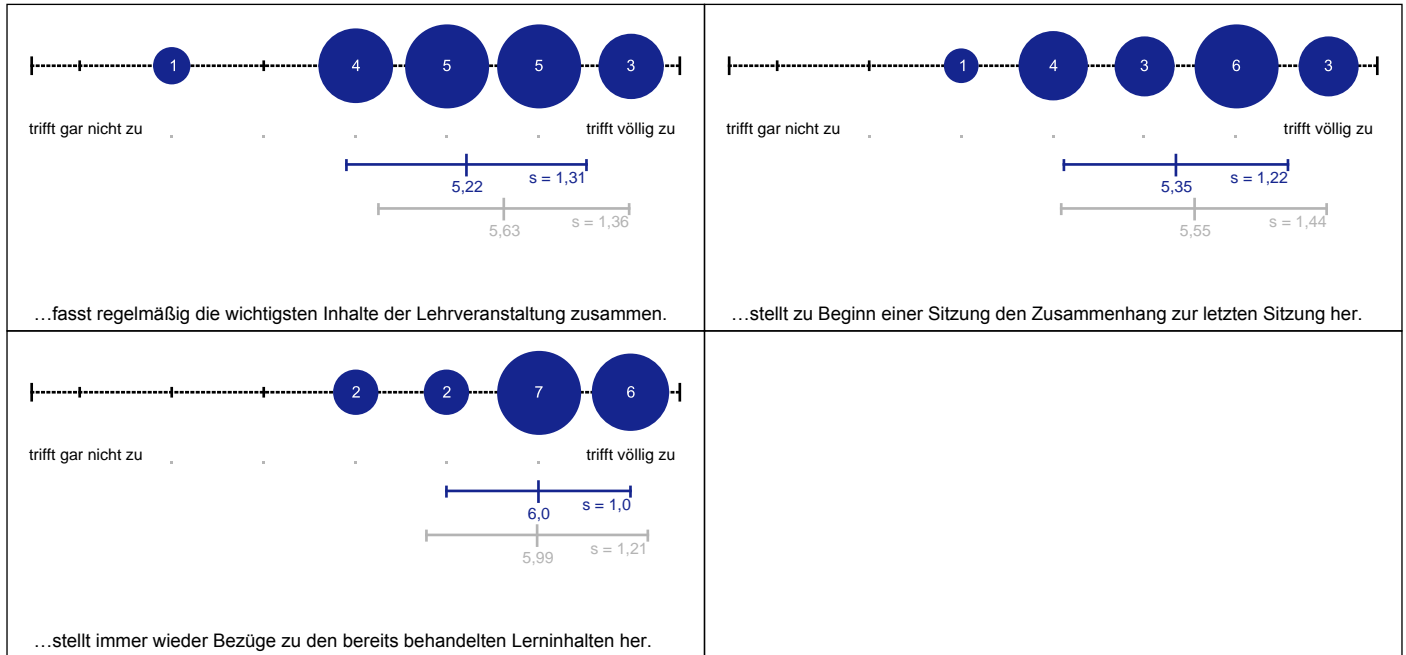 1 4 5 5 3
trifft gar nicht zu . . . . . trifft völlig zu
5,22 s = 1,31
5,63 s = 1,36
…fasst regelmäßig die wichtigsten Inhalte der Lehrveranstaltung zusammen.
1 4 3 6 3
trifft gar nicht zu . . . . . trifft völlig zu
5,35 s = 1,22
5,55 s = 1,44
…stellt zu Beginn einer Sitzung den Zusammenhang zur letzten Sitzung her.
2 2 7 6
trifft gar nicht zu . . . . . trifft völlig zu
6,0 s = 1,0
5,99 s = 1,21
…stellt immer wieder Bezüge zu den bereits behandelten Lerninhalten her.